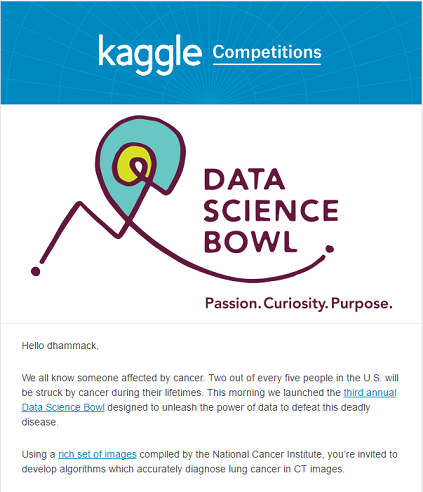 kaggle Competitions
DATA
SCIENCE
BOWL
Passion. Curiosity. Purpose.
Hello dhammack,
We all know someone affected by cancer. Two out of every five people in the U.S. will
be struck by cancer during their lifetimes. This morning we launched the third annual
Data Science Bowl designed to unleash the power of data to defeat this deadly
disease.
Using a rich set of images compiled by the National Cancer Institute, you're invited to
develop algorithms which accurately diagnose lung cancer in CT images.